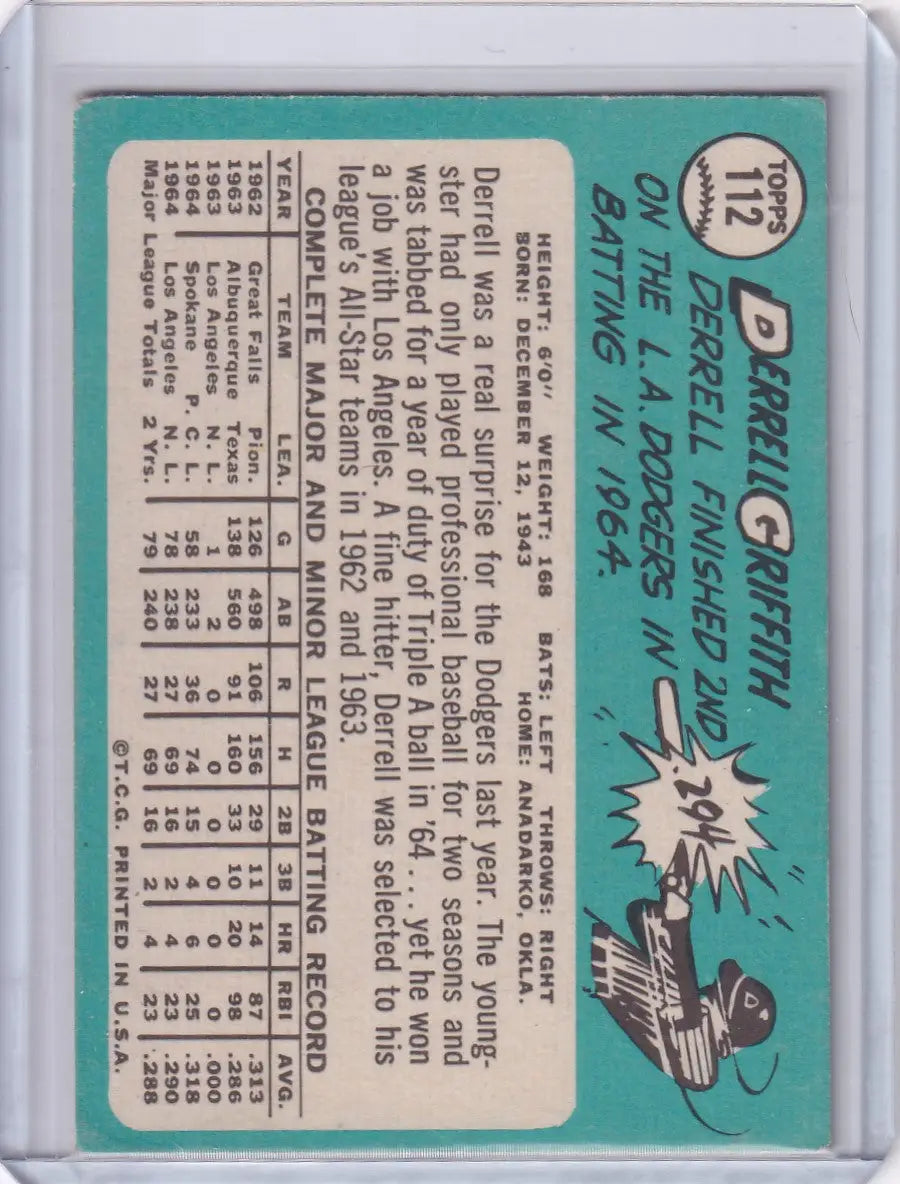 TOPPS
112
DERRELL GRIFFITH
DERRELL FINISHED 2ND
ON THE L.A. DODGERS IN
BATTING IN 1964.
.294
HEIGHT: 6'0" WEIGHT: 168 BATS: LEFT THROWS: RIGHT
BORN: DECEMBER 12, 1943 HOME: ANADARKO, OKLA.
Derrell was a real surprise for the Dodgers last year. The young-
ster had only played professional baseball for two seasons and
was tabbed for a year of duty of Triple A ball in '64 . . . yet he won
a job with Los Angeles. A fine hitter, Derrell was selected to his
league's All-Star teams in 1962 and 1963.
COMPLETE MAJOR AND MINOR LEAGUE BATTING RECORD
YEAR TEAM LEA. G AB R H 2B 3B HR RBI AVG.
1962 Great Falls Pion. 126 498 106 156 29 11 14 87 .313
1963 Albuquerque Texas 138 560 91 160 33 10 20 98 .286
1963 Los Angeles N. L. 1 2 0 0 0 0 0 0 .000
1964 Spokane P. C. L. 58 233 36 74 15 4 6 25 .318
1964 Los Angeles N. L. 78 238 27 69 16 2 4 23 .290
Major League Totals 2 Yrs. 79 240 27 69 16 2 4 23 .288
©T.C.G. PRINTED IN U.S.A.